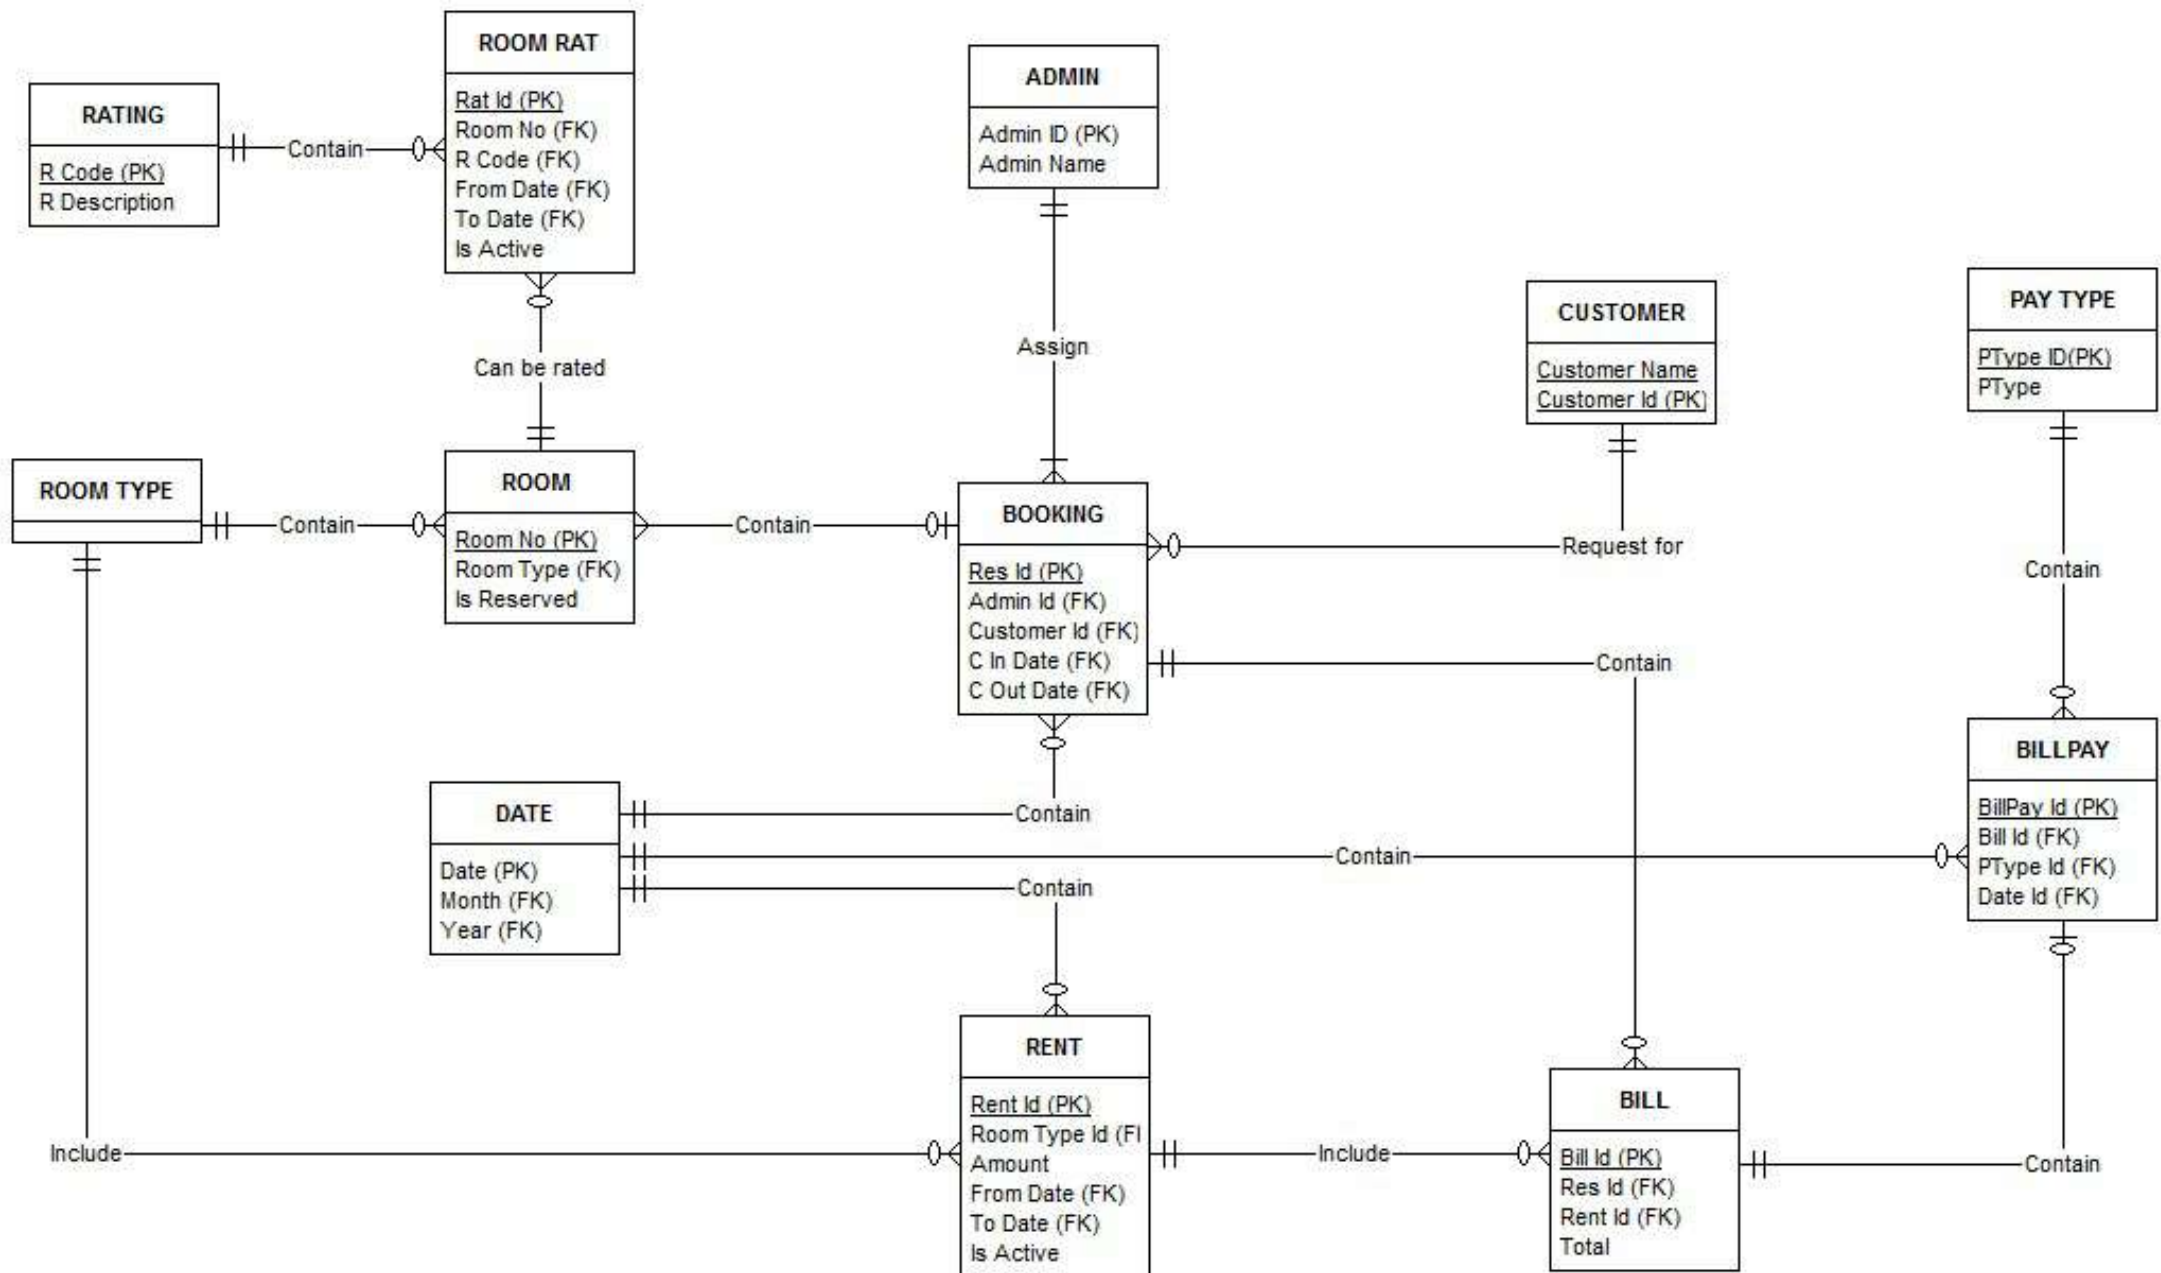 ROOM RAT
Rat Id (PK)
Room No (FK)
R Code (FK)
From Date (FK)
To Date (FK)
Is Active
ADMIN
Admin ID (PK)
Admin Name
RATING
R Code (PK)
R Description
Contain
CUSTOMER
Customer Name
Customer Id (PK)
PAY TYPE
PType ID(PK)
PType
Assign
Can be rated
ROOM TYPE
Contain
ROOM
Room No (PK)
Room Type (FK)
Is Reserved
Contain
BOOKING
Res Id (PK)
Admin Id (FK)
Customer Id (FK)
C In Date (FK)
C Out Date (FK)
Request for
Contain
Contain
BILLPAY
BillPay Id (PK)
Bill Id (FK)
PType Id (FK)
Date Id (FK)
DATE
Date (PK)
Month (FK)
Year (FK)
Contain
Contain
Contain
RENT
Rent Id (PK)
Room Type Id (FI
Amount
From Date (FK)
To Date (FK)
Is Active
Include
Include
BILL
Bill Id (PK)
Res Id (FK)
Rent Id (FK)
Total
Contain